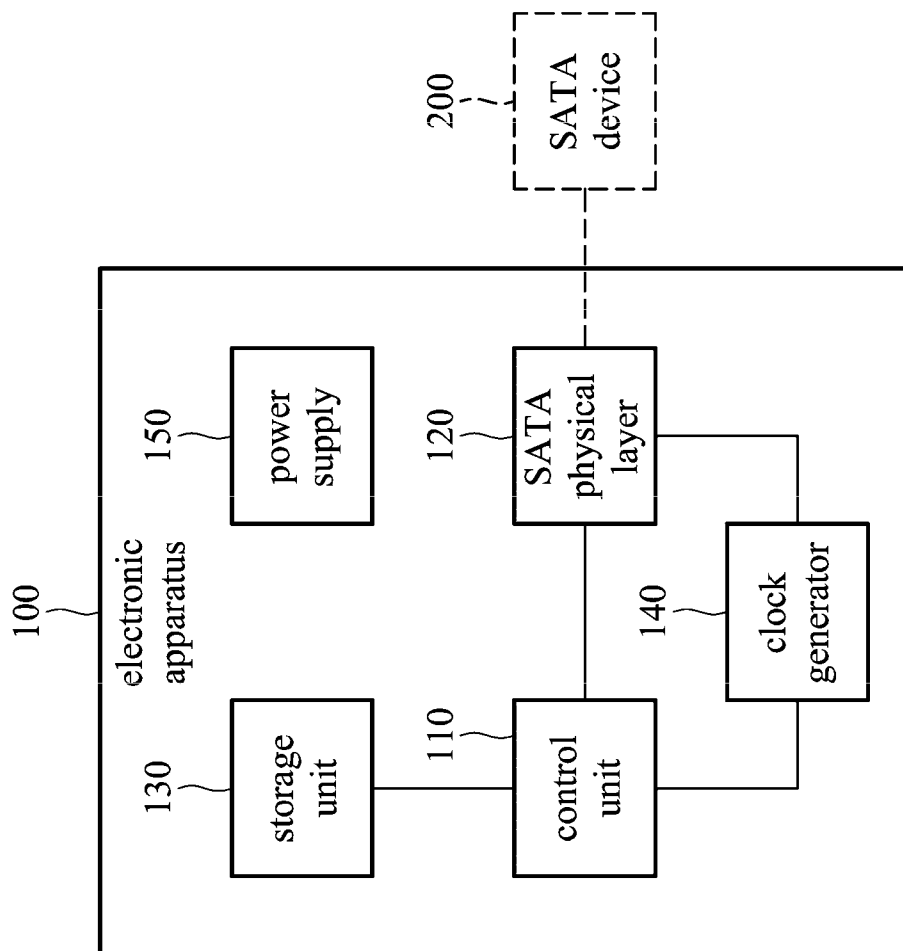 100
electronic
apparatus
130
storage
unit
150
power
supply
110
control
unit
120
SATA
physical
layer
200
SATA
device
140
clock
generator